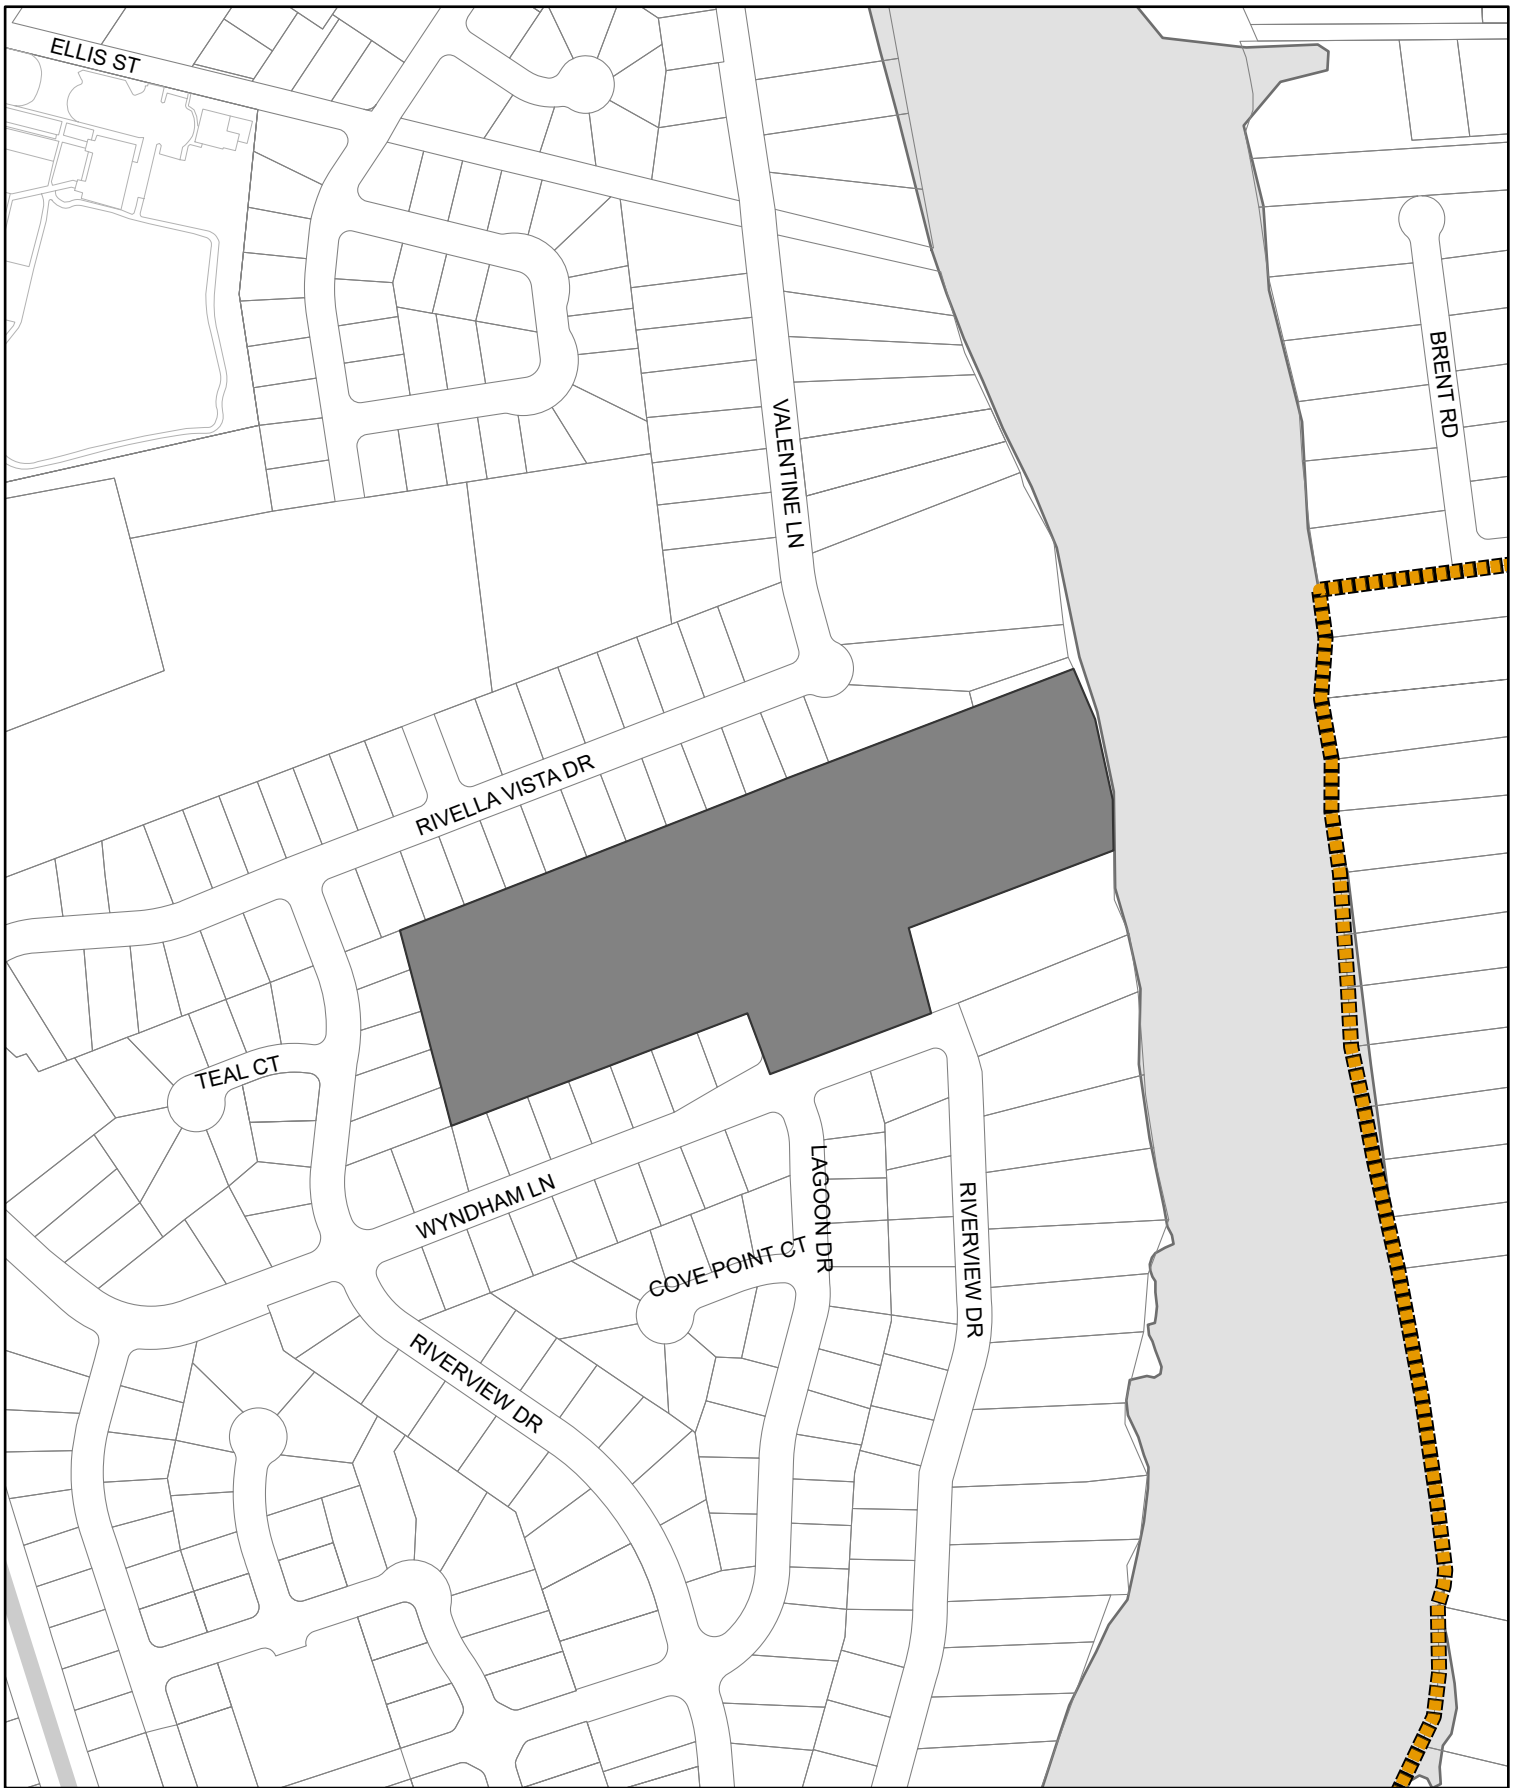 ELLIS ST
BRENT RD
VALENTINE LN
RIVELLA VISTA DR
TEAL CT
WYNDHAM LN
LAGOON DR
RIVERVIEW DR
COVE POINT CT
RIVERVIEW DR